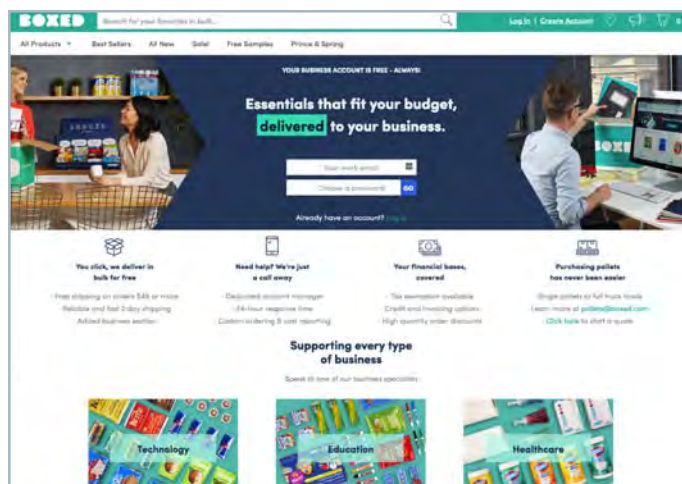 BOXED
Search for your favorites in bulk...
Log In | Create Account
All Products
Best Sellers
All New
Sale!
Free Samples
Prince & Spring
YOUR BUSINESS ACCOUNT IS FREE - ALWAYS!
Essentials that fit your budget,
delivered to your business.
Your work email
Choose a password
GO
Already have an account? Log in
BOXED
You click, we deliver in
bulk for free
Free shipping on orders $49 or more
Reliable and fast 2-day shipping
Added business section
Need help? We're just
a call away
Dedicated account manager
24-hour response time
Custom ordering & cost reporting
Your financial bases,
covered
Tax exemption available
Credit and invoicing options
High quantity order discounts
Purchasing pallets
has never been easier
Single pallets to full truck loads
Learn more at pallets@boxed.com
Click here to start a quote
Supporting every type
of business
Speak to one of our business specialists
Technology
Education
Healthcare